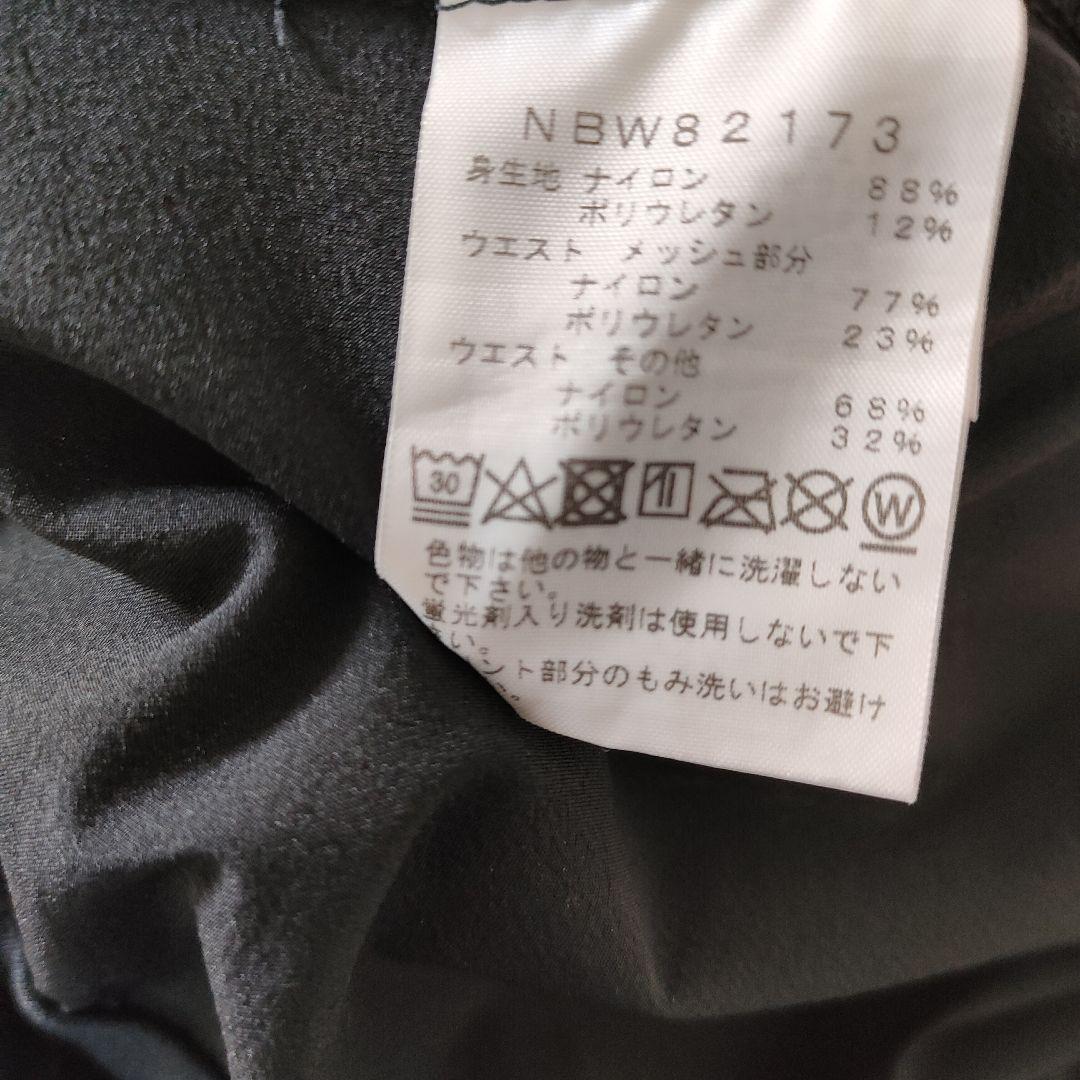 NBW82173
身生地 ナイロン 88%
ポリウレタン 12%
ウエスト メッシュ部分
ナイロン 77%
ポリウレタン 23%
ウエスト その他
ナイロン 68%
ポリウレタン 32%
30 W
色物は他の物と一緒に洗濯しない
で下さい。
蛍光剤入り洗剤は使用しないで下
さい。
ント部分のもみ洗いはお避け